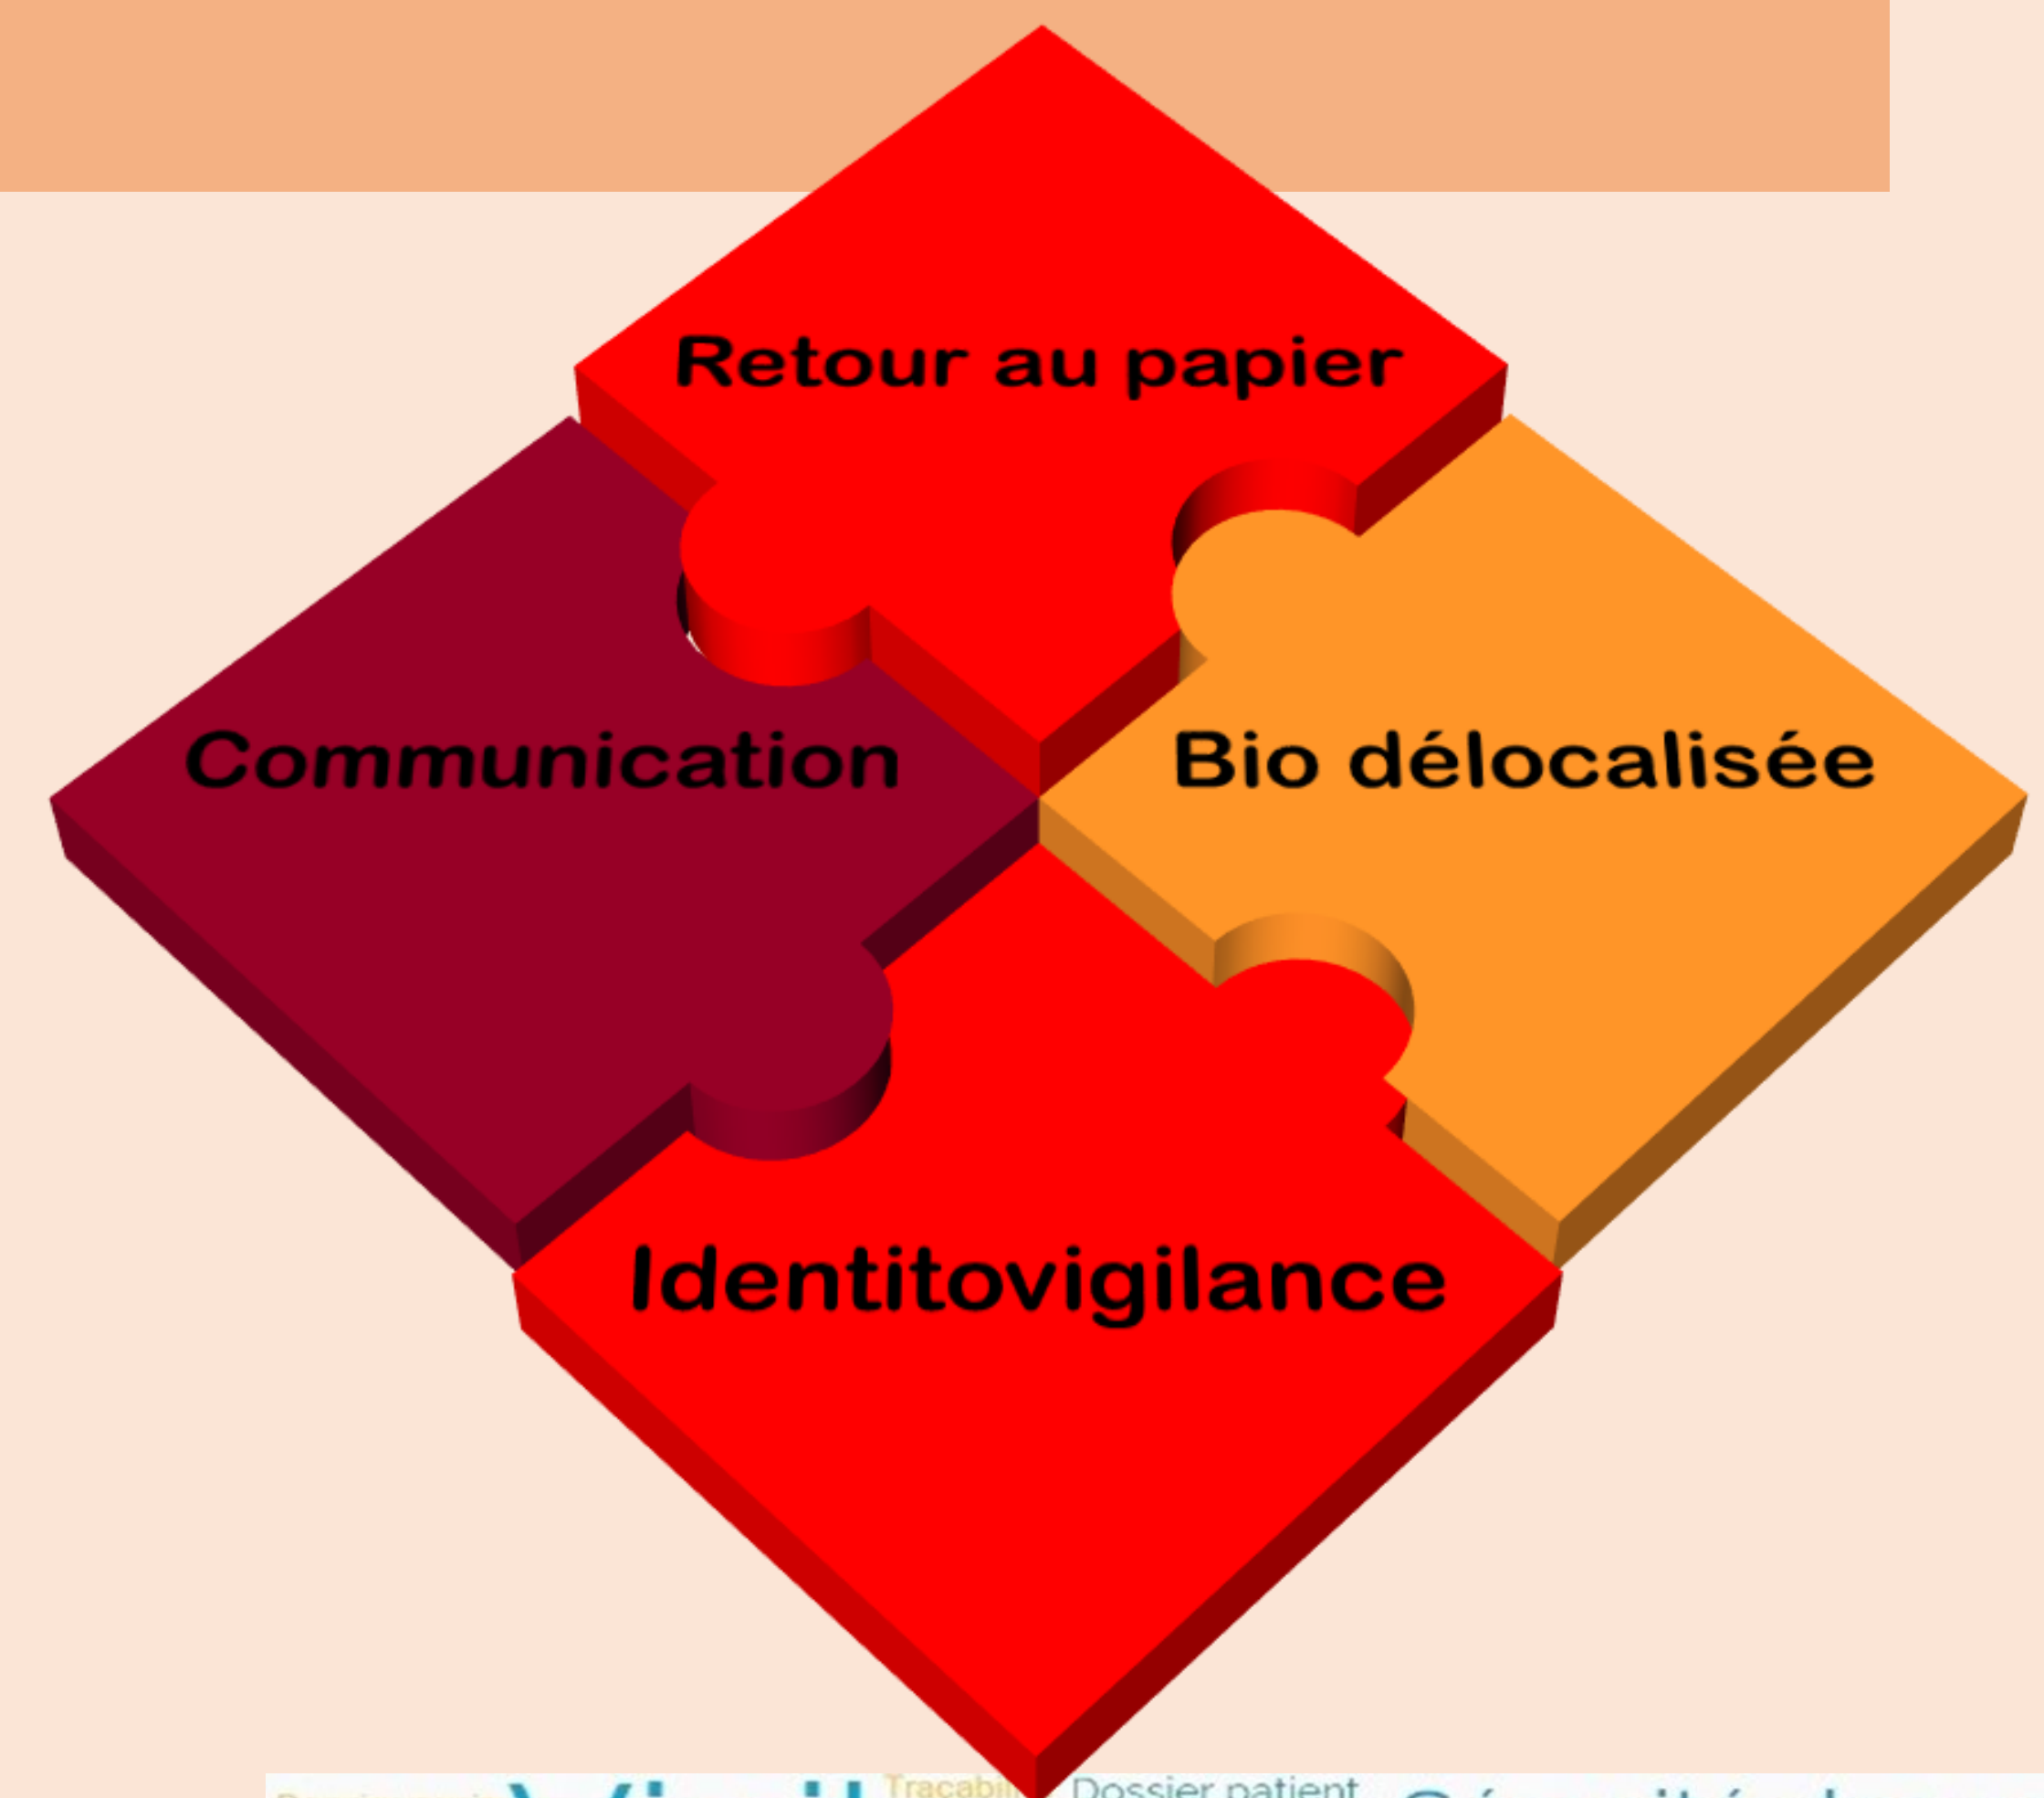 Retour au papier
Communication
Bio délocalisée
Identitovigilance
Dossier patient